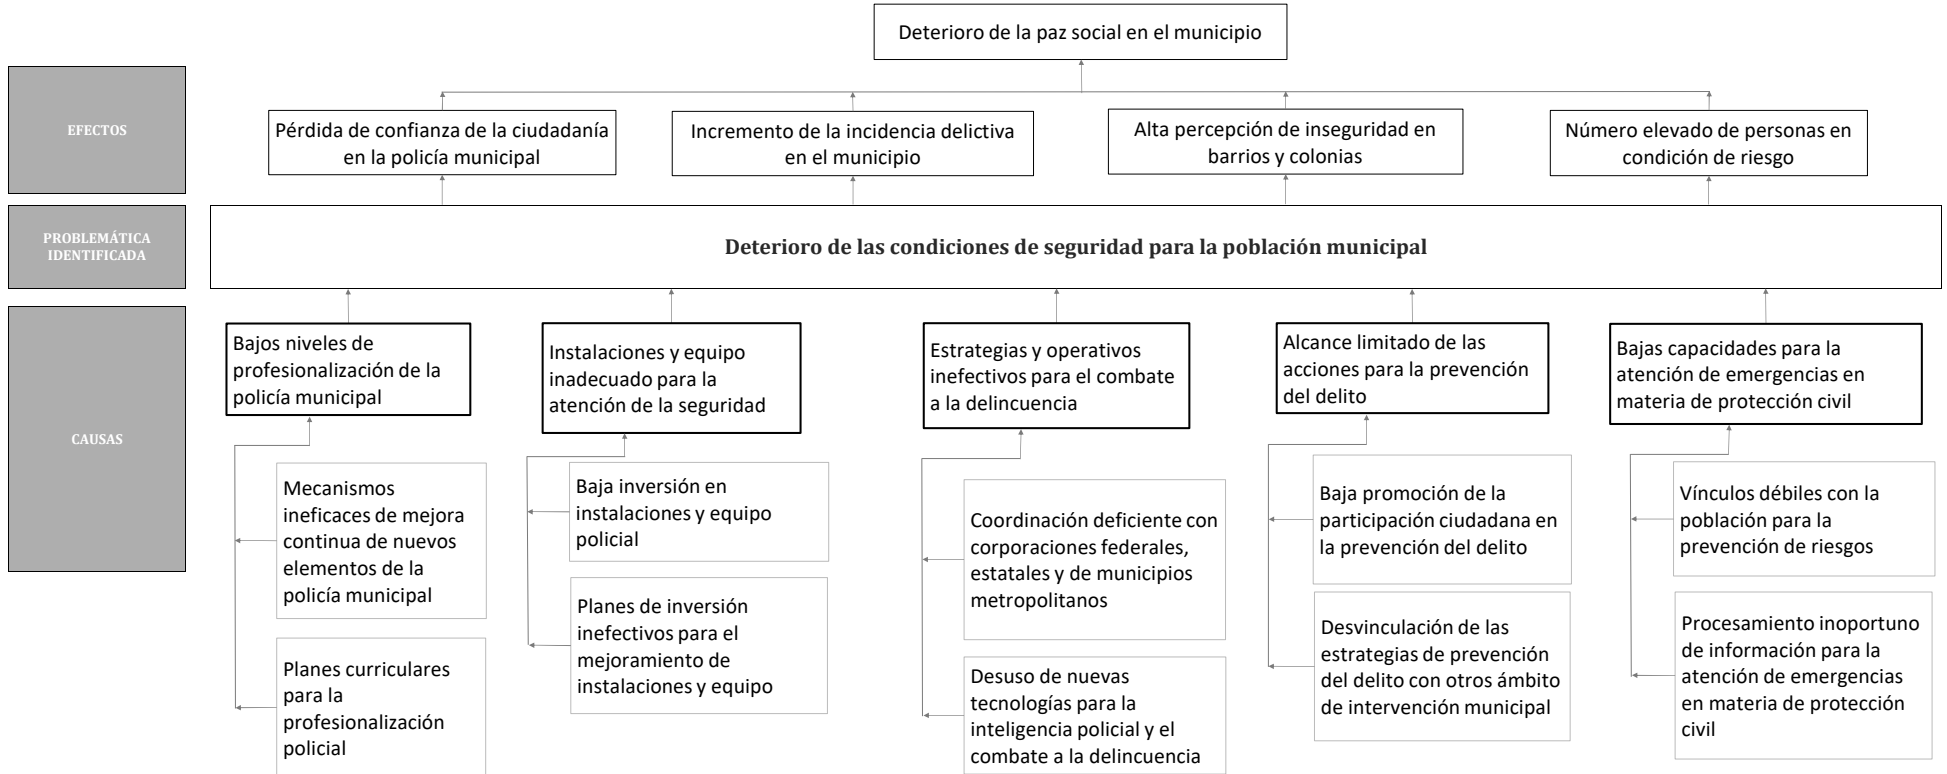 Deterioro de la paz social en el municipio
EFECTOS
Pérdida de confianza de la ciudadanía
en la policía municipal
Incremento de la incidencia delictiva
en el municipio
Alta percepción de inseguridad en
barrios y colonias
Número elevado de personas en
condición de riesgo
PROBLEMÁTICA
IDENTIFICADA
Deterioro de las condiciones de seguridad para la población municipal
CAUSAS
Bajos niveles de
profesionalización de la
policía municipal
Mecanismos
ineficaces de mejora
continua de nuevos
elementos de la
policía municipal
Planes curriculares
para la
profesionalización
policial
Instalaciones y equipo
inadecuado para la
atención de la seguridad
Baja inversión en
instalaciones y equipo
policial
Planes de inversión
inefectivos para el
mejoramiento de
instalaciones y equipo
Estrategias y operativos
inefectivos para el combate
a la delincuencia
Coordinación deficiente con
corporaciones federales,
estatales y de municipios
metropolitanos
Desuso de nuevas
tecnologías para la
inteligencia policial y el
combate a la delincuencia
Alcance limitado de las
acciones para la prevención
del delito
Baja promoción de la
participación ciudadana en
la prevención del delito
Desvinculación de las
estrategias de prevención
del delito con otros ámbito
de intervención municipal
Bajas capacidades para la
atención de emergencias en
materia de protección civil
Vínculos débiles con la
población para la
prevención de riesgos
Procesamiento inoportuno
de información para la
atención de emergencias
en materia de protección
civil